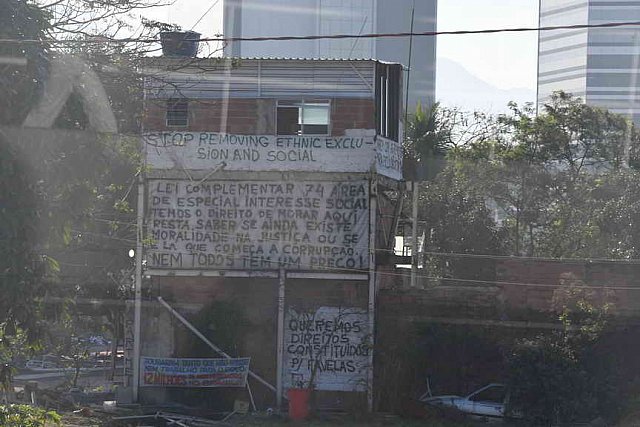 STOP REMOVING ETHNIC EXCLU-
SION AND SOCIAL
LEI COMPLEMENTAR 74 AREA
DE ESPECIAL INTERESSE SOCIAL
TEMOS O DIREITO DE MORAR AQUI
RESTA SABER SE AINDA EXISTE
MORALIDADE NA JUSTIÇA OU SE
E LA QUE COMEÇA A CORRUPÇÃO.
NEM TODOS TEM UM PREÇO!
QUEREMOS
DIREITOS
CONSTITUIDOS
P/ FAVELAS